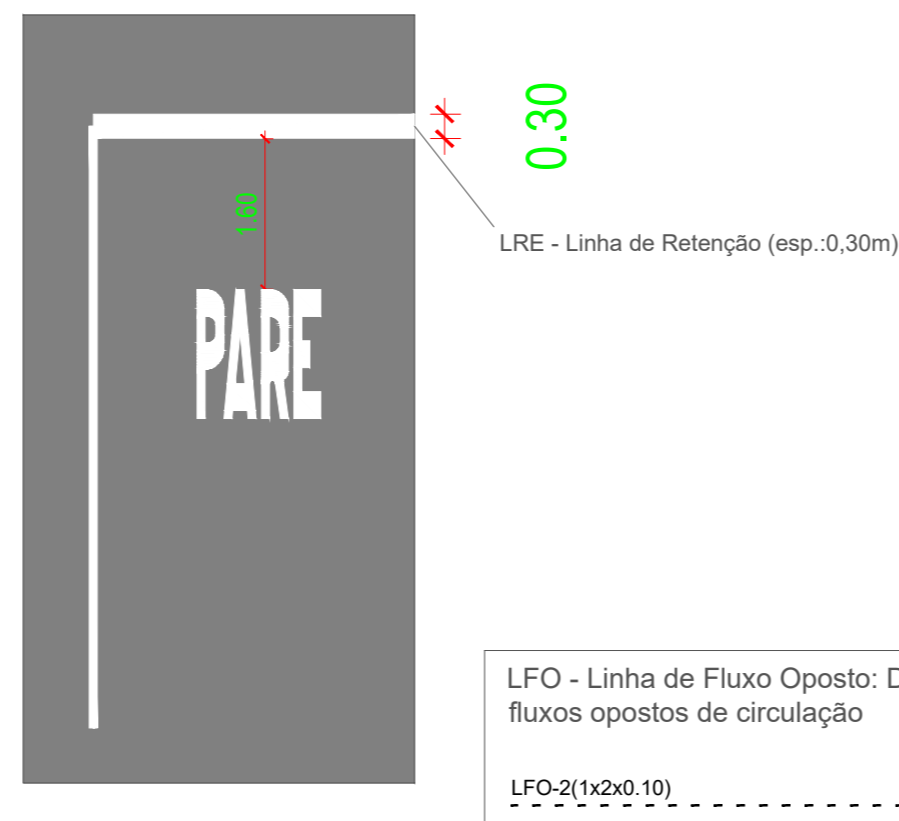 0.30
LRE - Linha de Retenção (esp.:0,30m)
1.60
PARE
LFO - Linha de Fluxo Oposto: D
fluxos opostos de circulação
LFO-2(1x2x0.10)